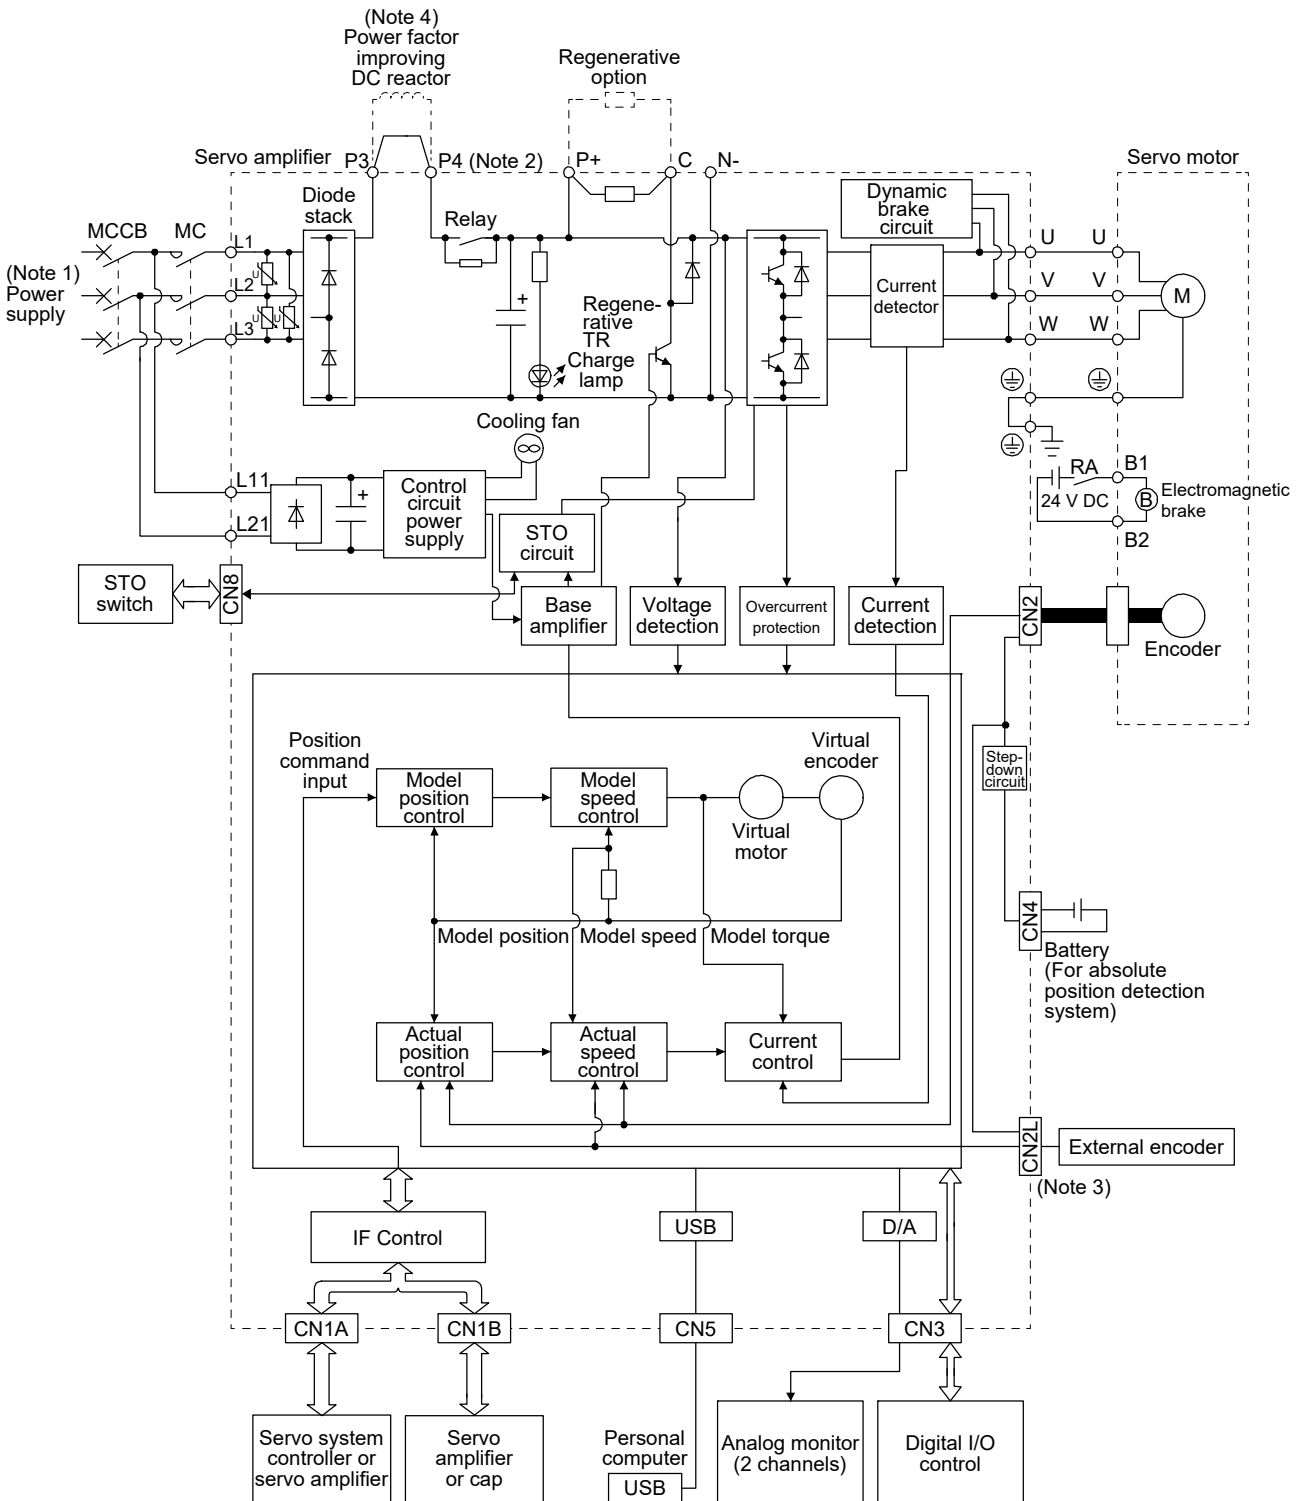 (Note 4)
Power factor
improving
DC reactor
Regenerative
option
Servo amplifier
P3
P4 (Note 2)
P+
C
N-
Servo motor
Diode
stack
Relay
Dynamic
brake
circuit
MCCB
MC
L1
L2
L3
U
U
U
(Note 1)
Power
supply
+
Regene-
rative
TR
Charge
lamp
Current
detector
U
U
V
V
W
W
M
Cooling fan
L11
L21
+
Control
circuit
power
supply
STO
circuit
RA
24 V DC
B1
B
B2
Electromagnetic
brake
STO
switch
CN8
Base
amplifier
Voltage
detection
Overcurrent
protection
Current
detection
CN2
Encoder
Position
command
input
Model
position
control
Model
speed
control
Virtual
encoder
Virtual
motor
Step-
down
circuit
Model position
Model speed
Model torque
CN4
Battery
(For absolute
position detection
system)
Actual
position
control
Actual
speed
control
Current
control
CN2L
External encoder
(Note 3)
IF Control
USB
D/A
CN1A
CN1B
CN5
CN3
Servo system
controller or
servo amplifier
Servo
amplifier
or cap
Personal
computer
USB
Analog monitor
(2 channels)
Digital I/O
control